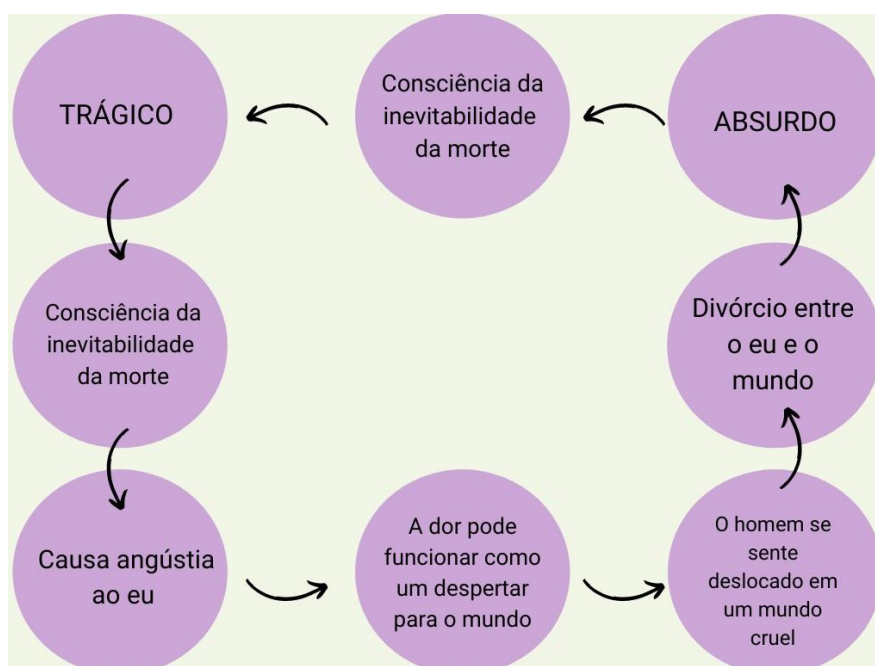 TRÁGICO
Consciência da
inevitabilidade
da morte
ABSURDO
Consciência da
inevitabilidade
da morte
Divórcio entre
o eu e o
mundo
Causa angústia
ao eu
A dor pode
funcionar como
um despertar
para o mundo
O homem se
sente
deslocado em
um mundo
cruel